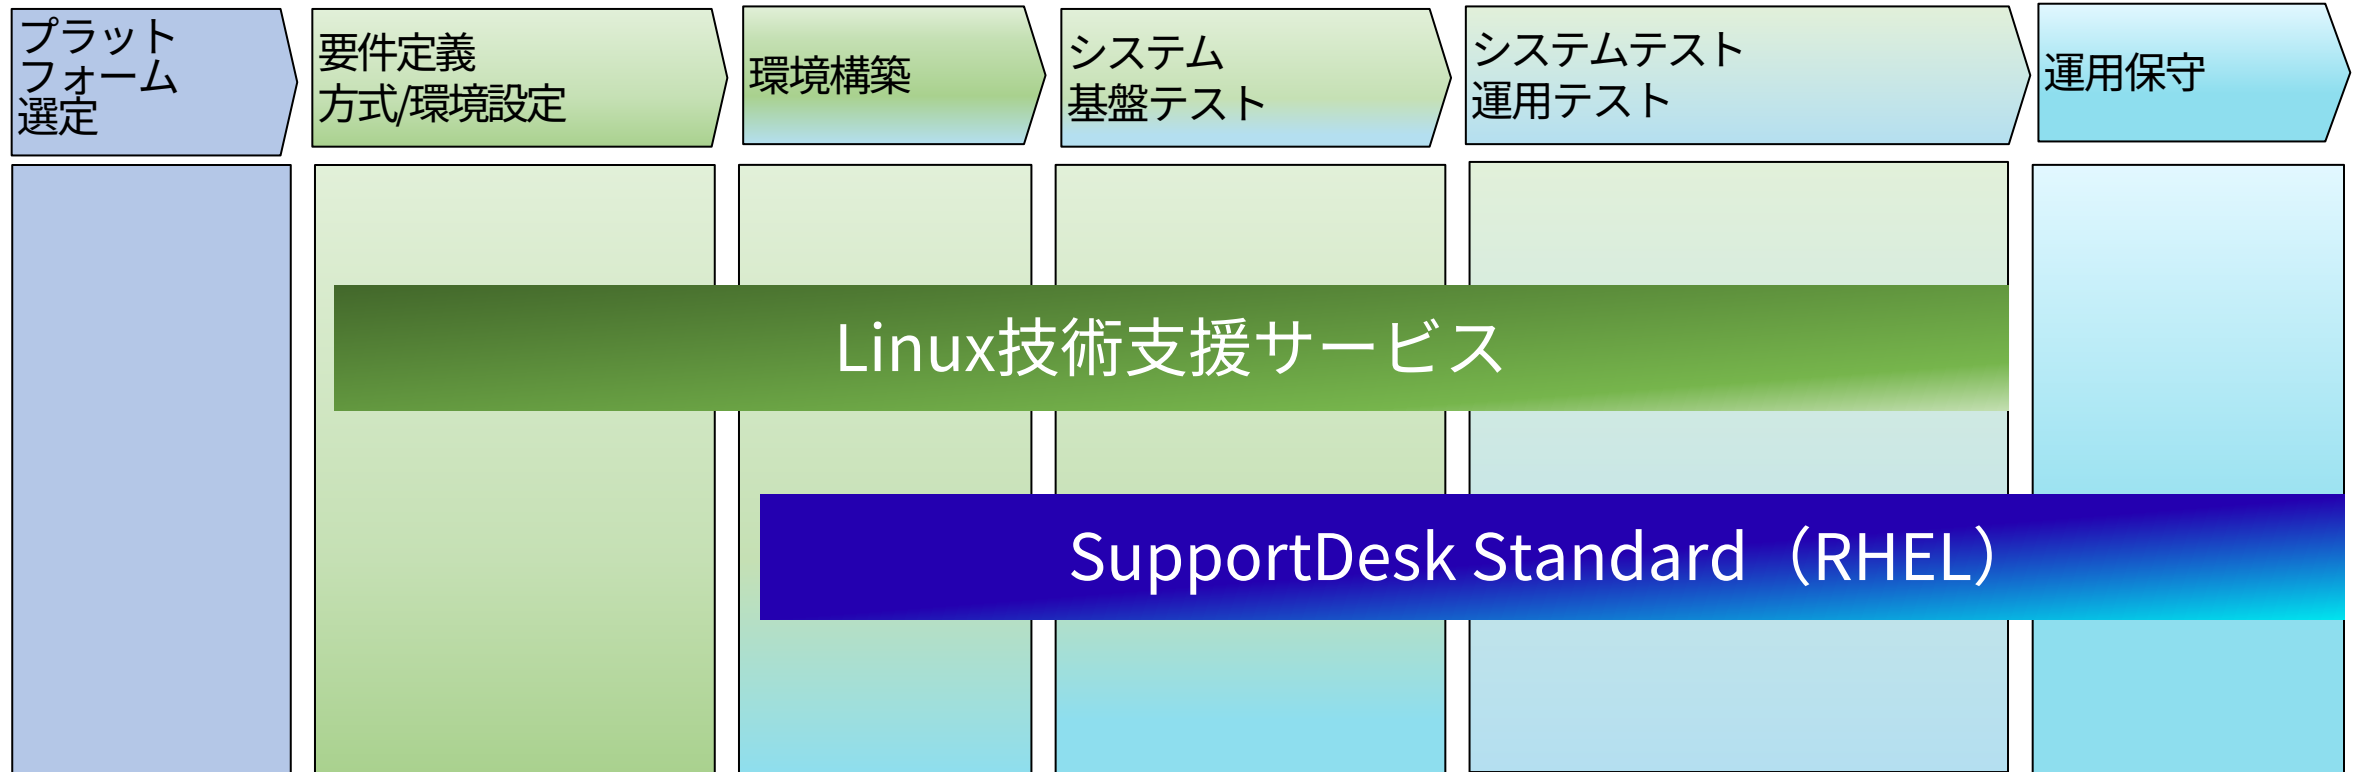 プラット
フォーム
選定
要件定義
方式/環境設定
環境構築
システム
基盤テスト
システムテスト
運用テスト
運用保守
Linux技術支援サービス
SupportDesk Standard（RHEL）